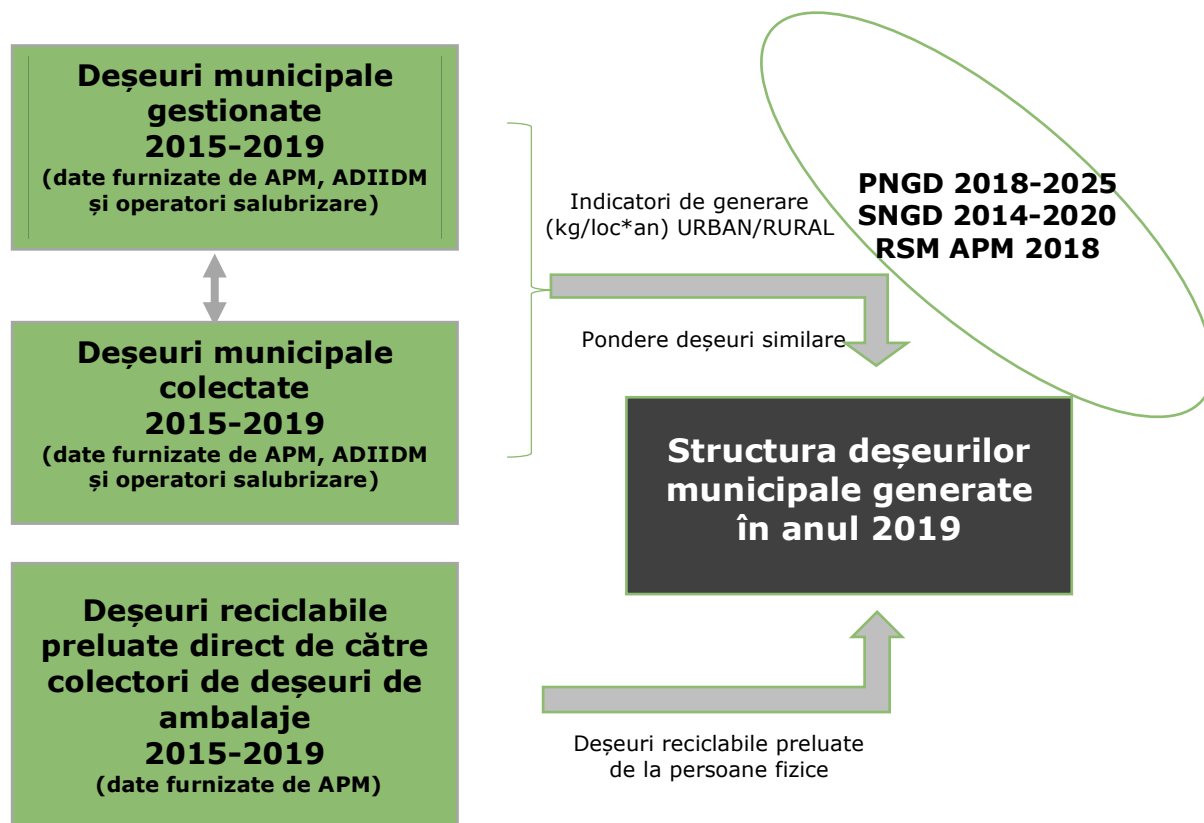 Deșeuri municipale
gestionate
2015-2019
(date furnizate de APM, ADIIDM
și operatori salubrizare)
Deșeuri municipale
colectate
2015-2019
(date furnizate de APM, ADIIDM
și operatori salubrizare)
Deșeuri reciclabile
preluate direct de către
colectori de deșeuri de
ambalaje
2015-2019
(date furnizate de APM)
Indicatori de generare
(kg/loc*an) URBAN/RURAL
Pondere deșeuri similare
PNGD 2018-2025
SNGD 2014-2020
RSM APM 2018
Structura deșeurilor
municipale generate
în anul 2019
Deșeuri reciclabile preluate
de la persoane fizice